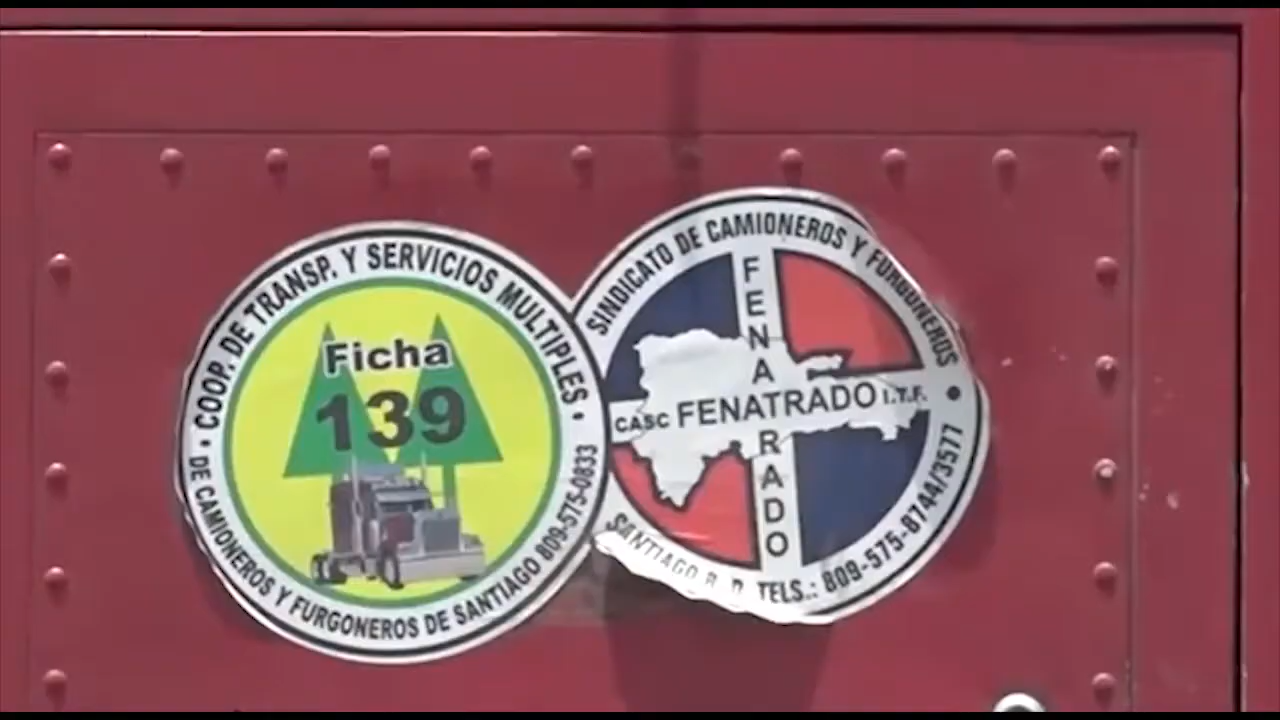 COOP. DE TRANSP. Y SERVICIOS MULTIPLES
DE CAMIONEROS Y FURGONEROS DE SANTIAGO 809-575-0833
Ficha
139
SINDICATO DE CAMIONEROS Y FURGONEROS
FENATRADO
CASC FENATRADO I.T.F.
SANTIAGO R. D. TELS.: 809-575-8744/3577